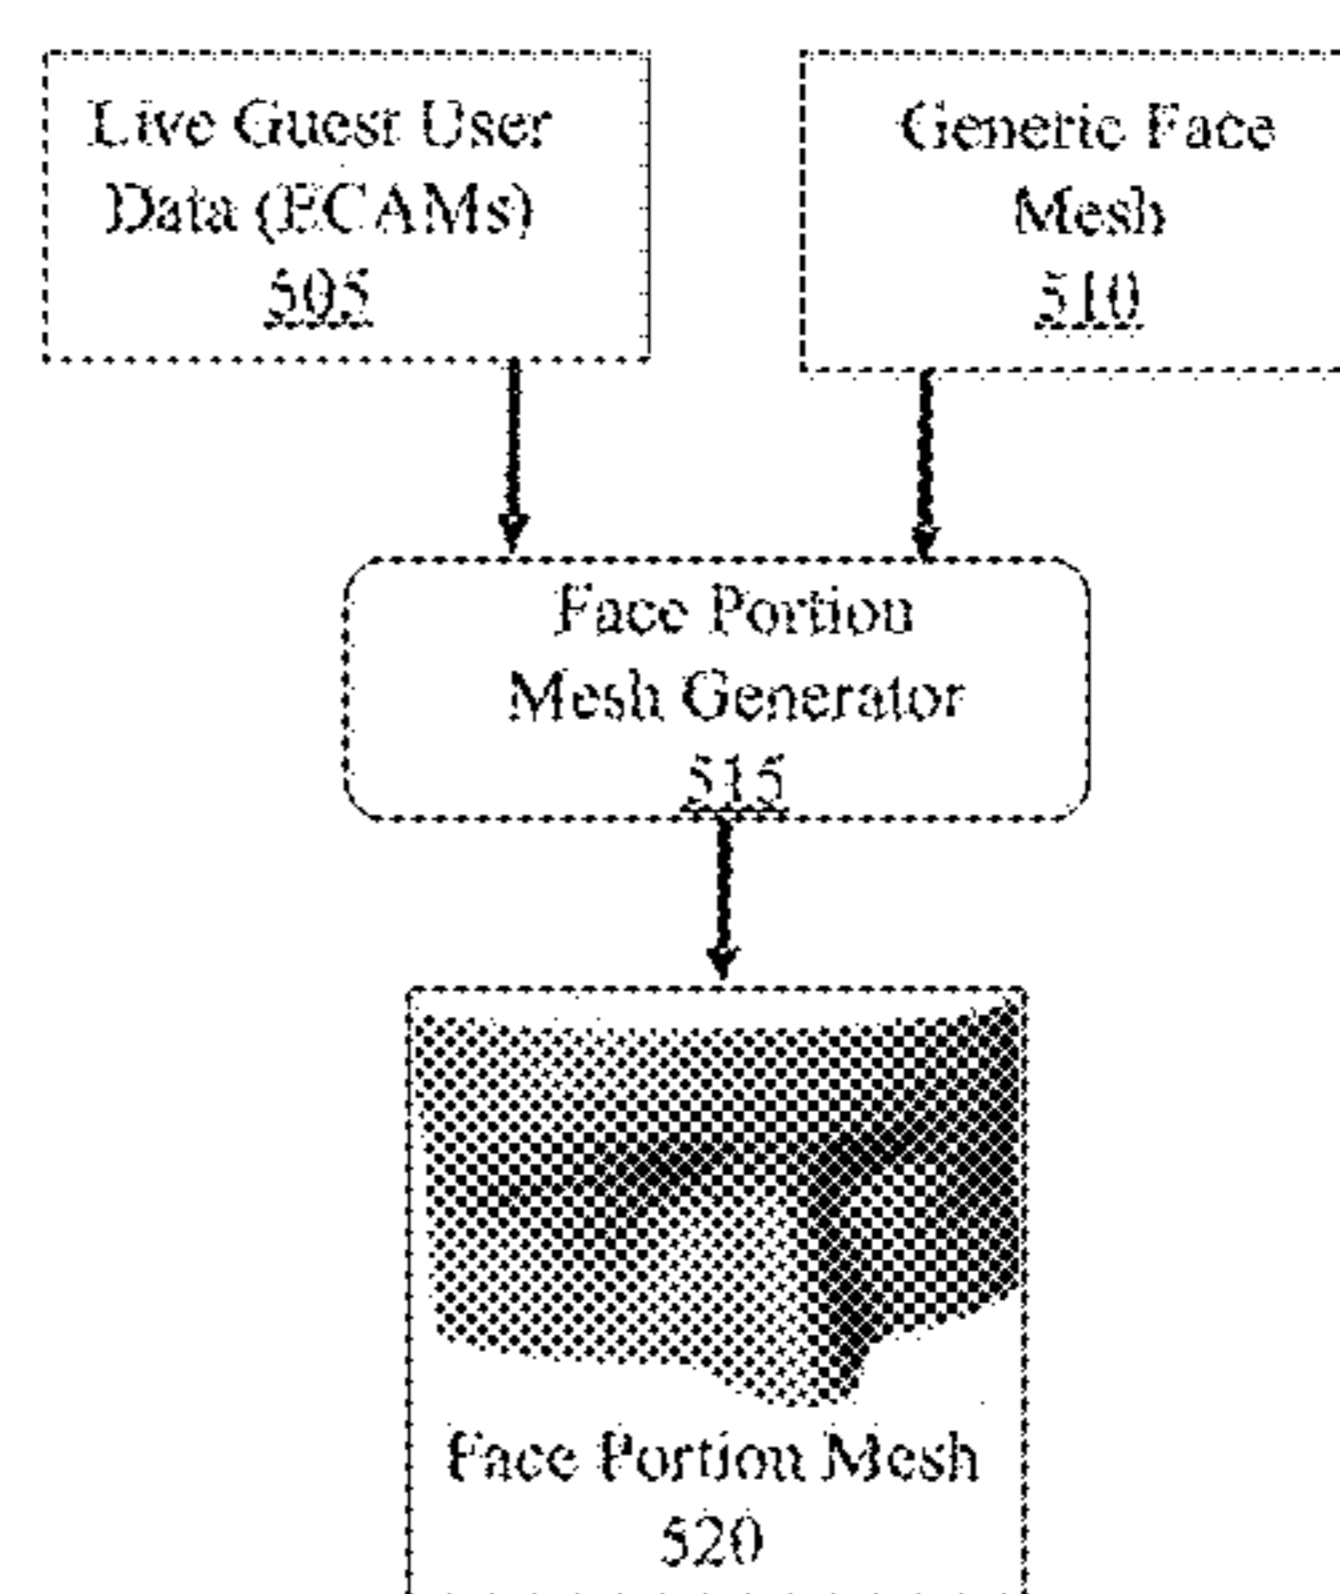 Live Guest User
Data (ECAMs)
505
Generic Face
Mesh
510
Face Portion
Mesh Generator
515
Face Portion Mesh
520